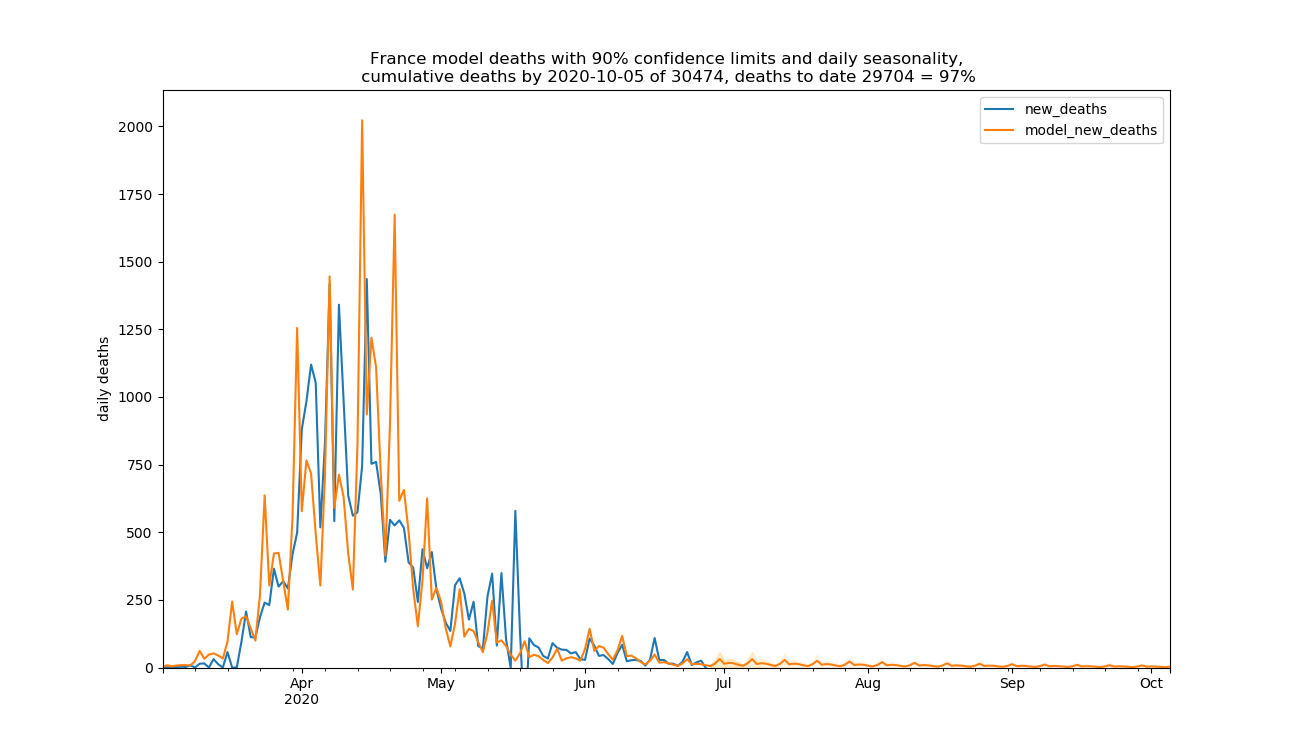 France model deaths with 90% confidence limits and daily seasonality,
cumulative deaths by 2020-10-05 of 30474, deaths to date 29704 = 97%
new_deaths
model_new_deaths
2000
1750
1500
1250
1000
750
500
250
0
daily deaths
Apr May Jun Jul Aug Sep Oct
2020